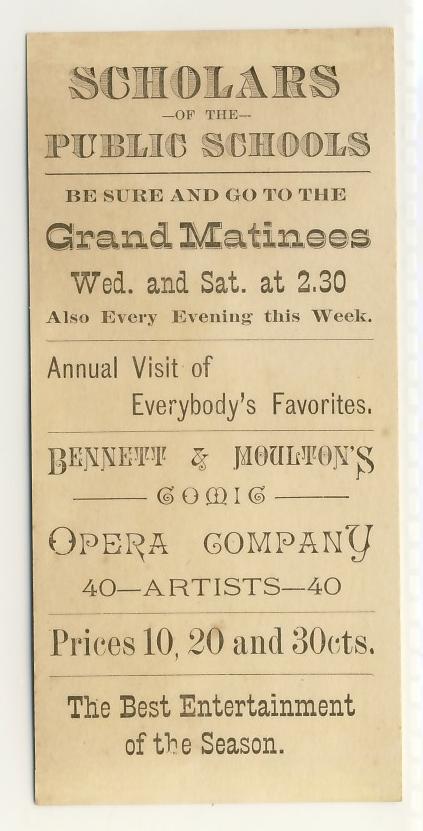 SCHOLARS
—OF THE—
PUBLIC SCHOOLS
BE SURE AND GO TO THE
Grand Matinees
Wed. and Sat. at 2.30
Also Every Evening this Week.
Annual Visit of
Everybody's Favorites.
BENNETT & MOULTON'S
COMIC
OPERA COMPANY
40—ARTISTS—40
Prices 10, 20 and 30cts.
The Best Entertainment
of the Season.